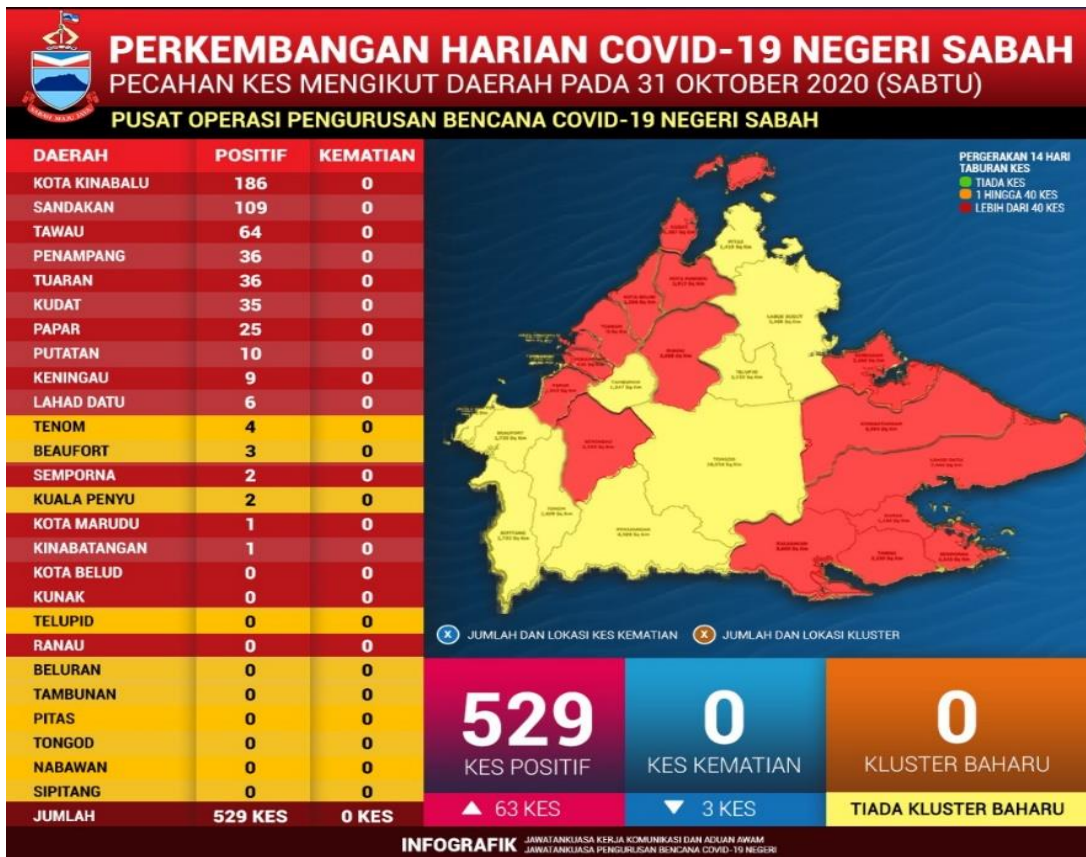 PERKEMBANGAN HARIAN COVID-19 NEGERI SABAH
PECAHAN KES MENGIKUT DAERAH PADA 31 OKTOBER 2020 (SABTU)
SABAH MAJU JAYA
PUSAT OPERASI PENGURUSAN BENCANA COVID-19 NEGERI SABAH
DAERAH POSITIF KEMATIAN
KOTA KINABALU 186 0
SANDAKAN 109 0
TAWAU 64 0
PENAMPANG 36 0
TUARAN 36 0
KUDAT 35 0
PAPAR 25 0
PUTATAN 10 0
KENINGAU 9 0
LAHAD DATU 6 0
TENOM 4 0
BEAUFORT 3 0
SEMPORNA 2 0
KUALA PENYU 2 0
KOTA MARUDU 1 0
KINABATANGAN 1 0
KOTA BELUD 0 0
KUNAK 0 0
TELUPID 0 0
RANAU 0 0
BELURAN 0 0
TAMBUNAN 0 0
PITAS 0 0
TONGOD 0 0
NABAWAN 0 0
SIPITANG 0 0
JUMLAH 529 KES 0 KES
PERGERAKAN 14 HARI
TABURAN KES
TIADA KES
1 HINGGA 40 KES
LEBIH DARI 40 KES
X JUMLAH DAN LOKASI KES KEMATIAN
X JUMLAH DAN LOKASI KLUSTER
529
KES POSITIF
▲ 63 KES
0
KES KEMATIAN
▼ 3 KES
0
KLUSTER BAHARU
TIADA KLUSTER BAHARU
INFOGRAFIK
JAWATANKUASA KERJA KOMUNIKASI DAN ADUAN AWAM
JAWATANKUASA PENGURUSAN BENCANA COVID-19 NEGERI